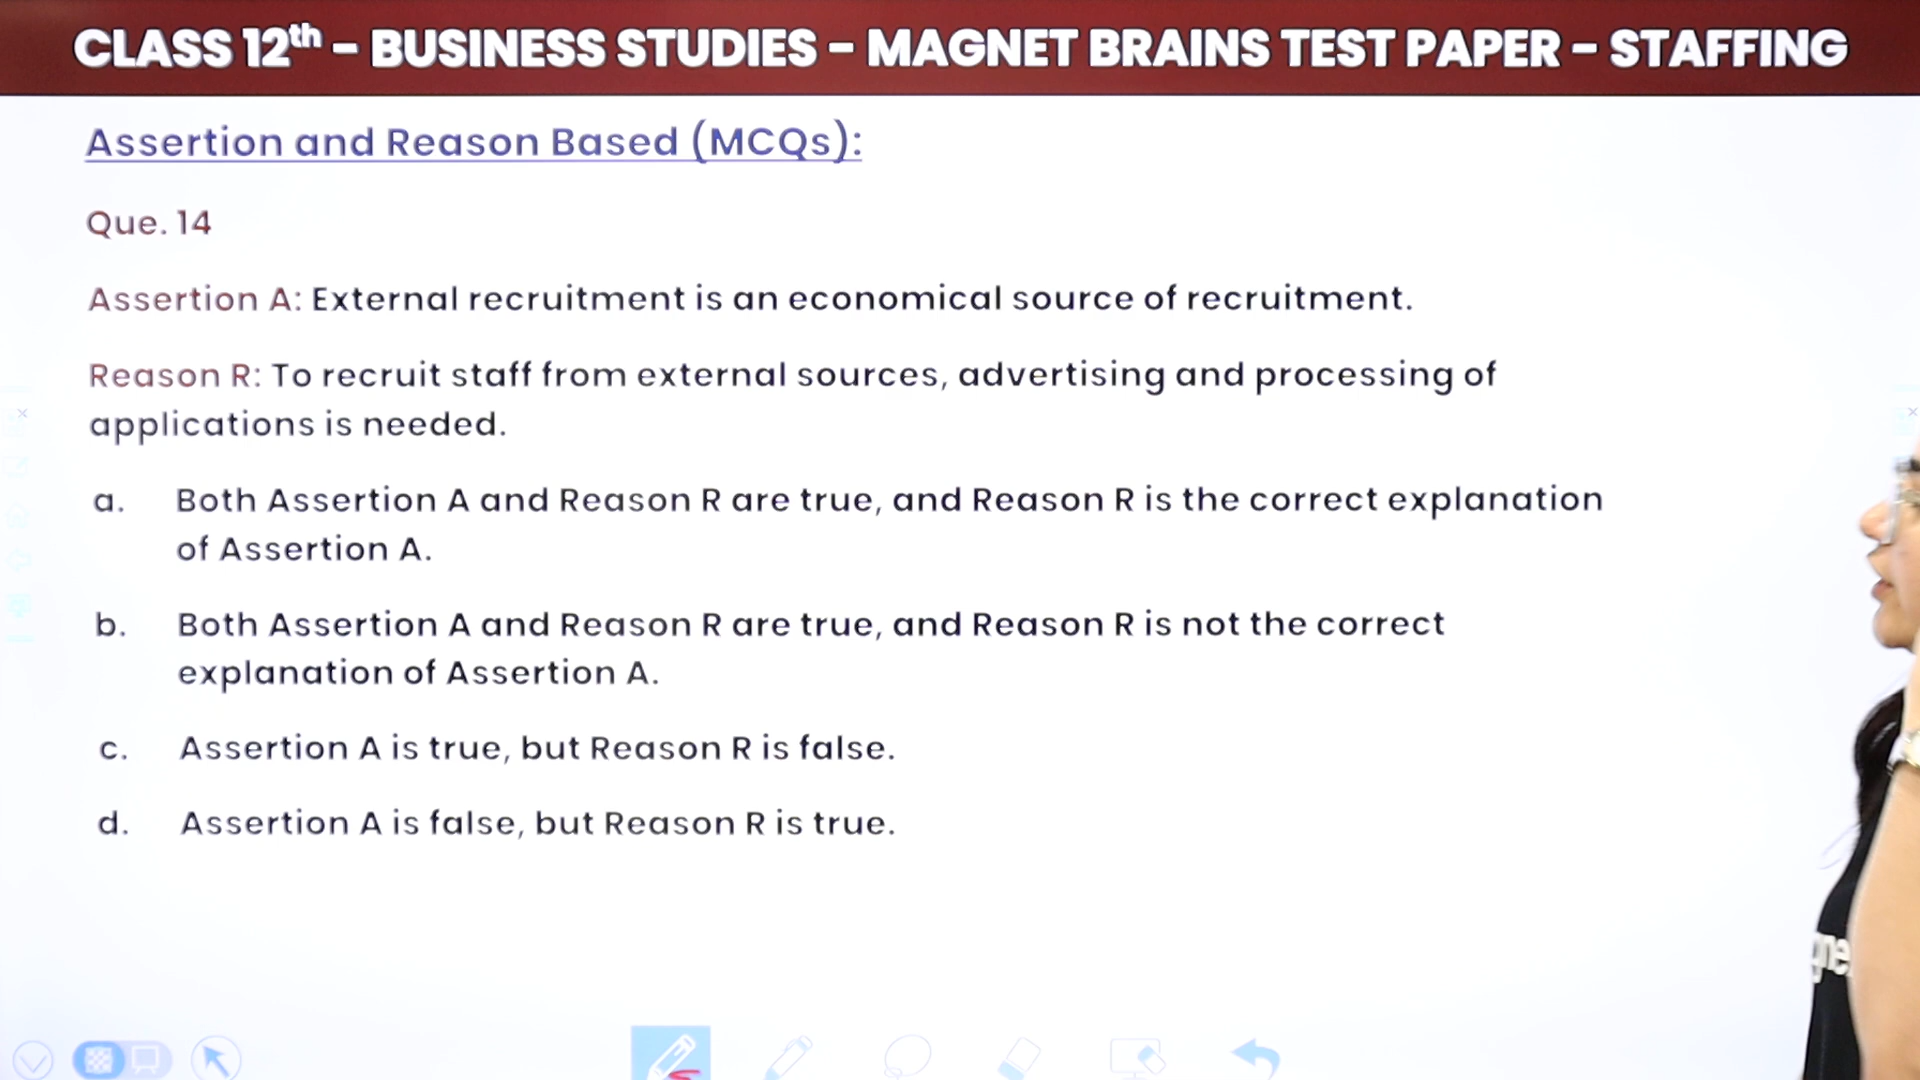 CLASS 12th – BUSINESS STUDIES – MAGNET BRAINS TEST PAPER – STAFFING
Assertion and Reason Based (MCQs):
Que. 14
Assertion A: External recruitment is an economical source of recruitment.
Reason R: To recruit staff from external sources, advertising and processing of
applications is needed.
a. Both Assertion A and Reason R are true, and Reason R is the correct explanation
of Assertion A.
b. Both Assertion A and Reason R are true, and Reason R is not the correct
explanation of Assertion A.
c. Assertion A is true, but Reason R is false.
d. Assertion A is false, but Reason R is true.